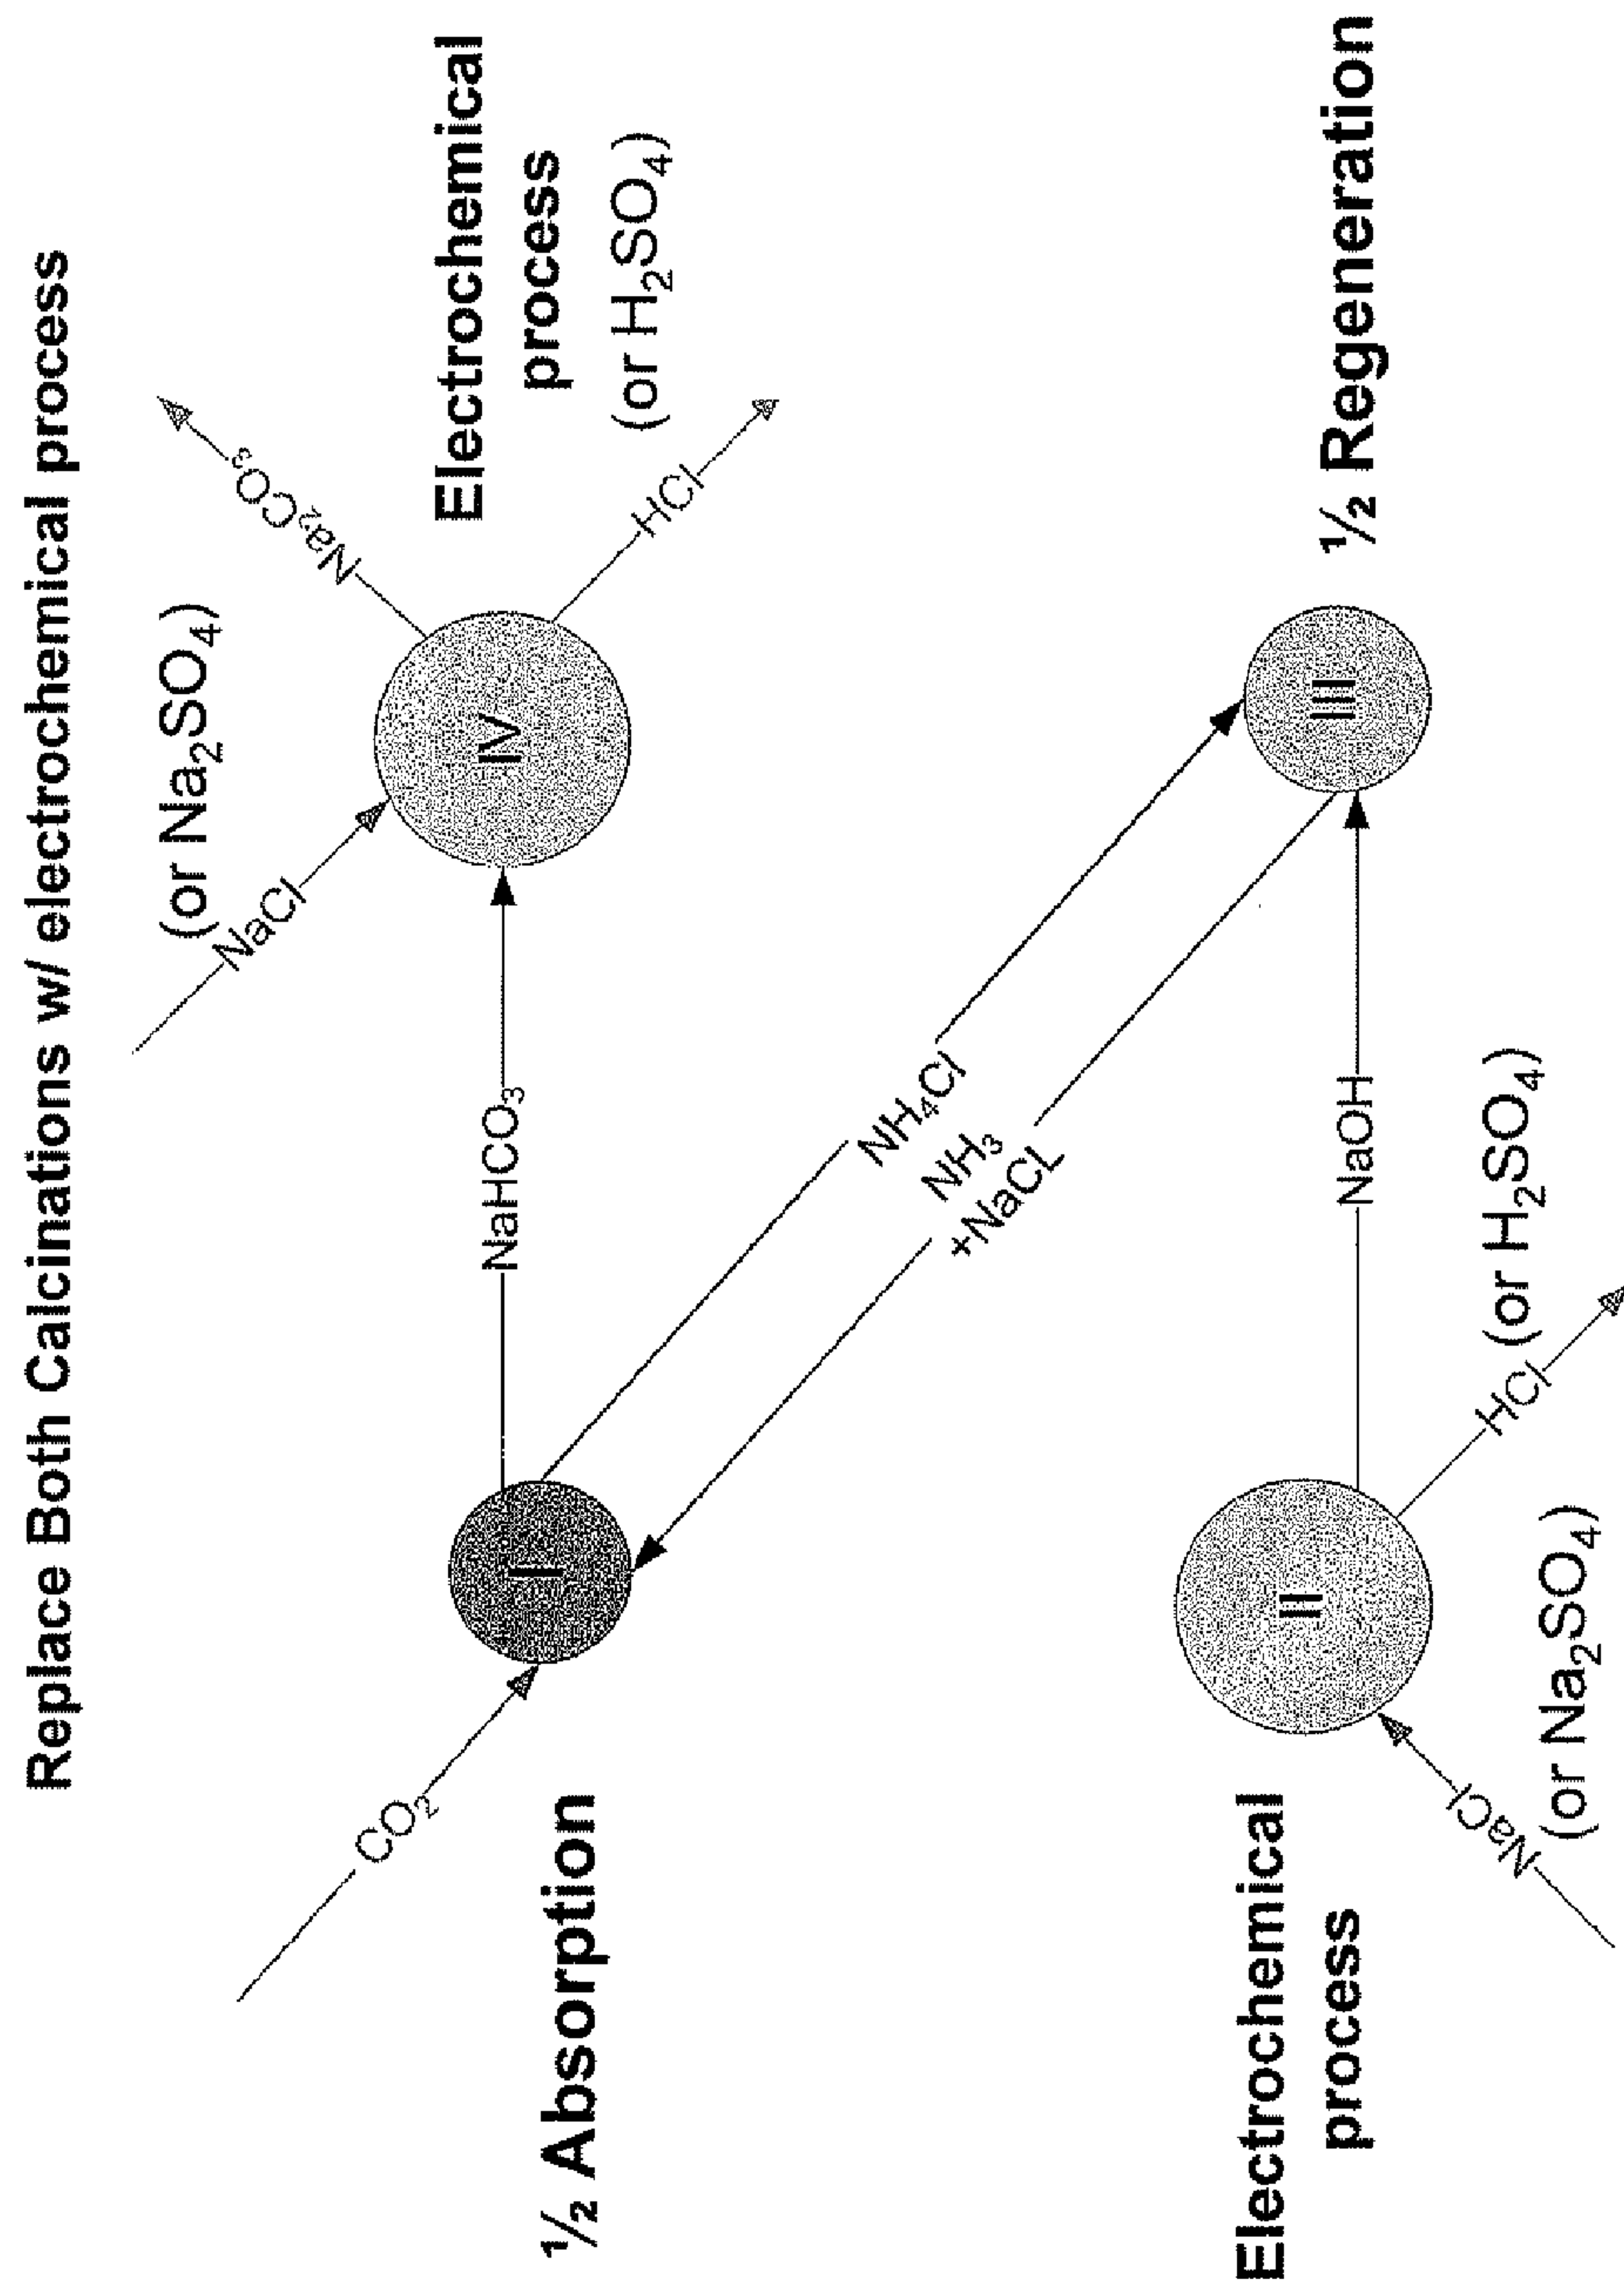 Replace Both Calcinations w/ electrochemical process
(or Na₂SO₄)
NaCl
Na₂CO₃
CO₂
I
½ Absorption
NaHCO₃
IV
Electrochemical
process
HCl
(or H₂SO₄)
NH₄Cl
NH₃
+NaCL
Electrochemical
process
II
NaOH
III
½ Regeneration
NaCl
(or Na₂SO₄)
HCl
(or H₂SO₄)